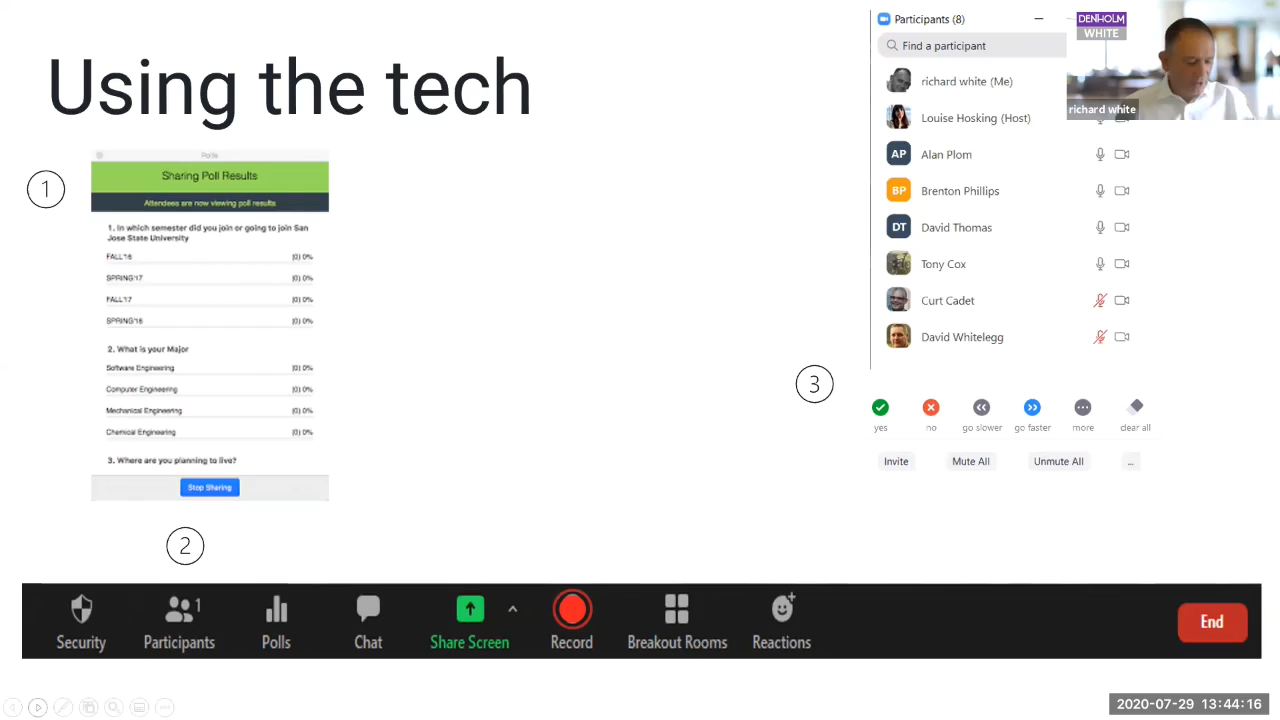 Using the tech
1
Polls
Sharing Poll Results
Attendees are now viewing poll results
1. In which semester did you join or going to join San
Jose State University
FALL'16 (0) 0%
SPRING'17 (0) 0%
FALL'17 (0) 0%
SPRING'18 (0) 0%
2. What is your Major
Software Engineering (0) 0%
Computer Engineering (0) 0%
Mechanical Engineering (0) 0%
Chemical Engineering (0) 0%
3. Where are you planning to live?
Stop Sharing
2
Participants (8)
Find a participant
richard white (Me)
Louise Hosking (Host)
AP Alan Plom
BP Brenton Phillips
DT David Thomas
Tony Cox
Curt Cadet
David Whitelegg
DENHOLM
WHITE
richard white
3
yes no go slower go faster more clear all
Invite Mute All Unmute All ...
1
Security Participants Polls Chat Share Screen Record Breakout Rooms Reactions End
2020-07-29 13:44:16